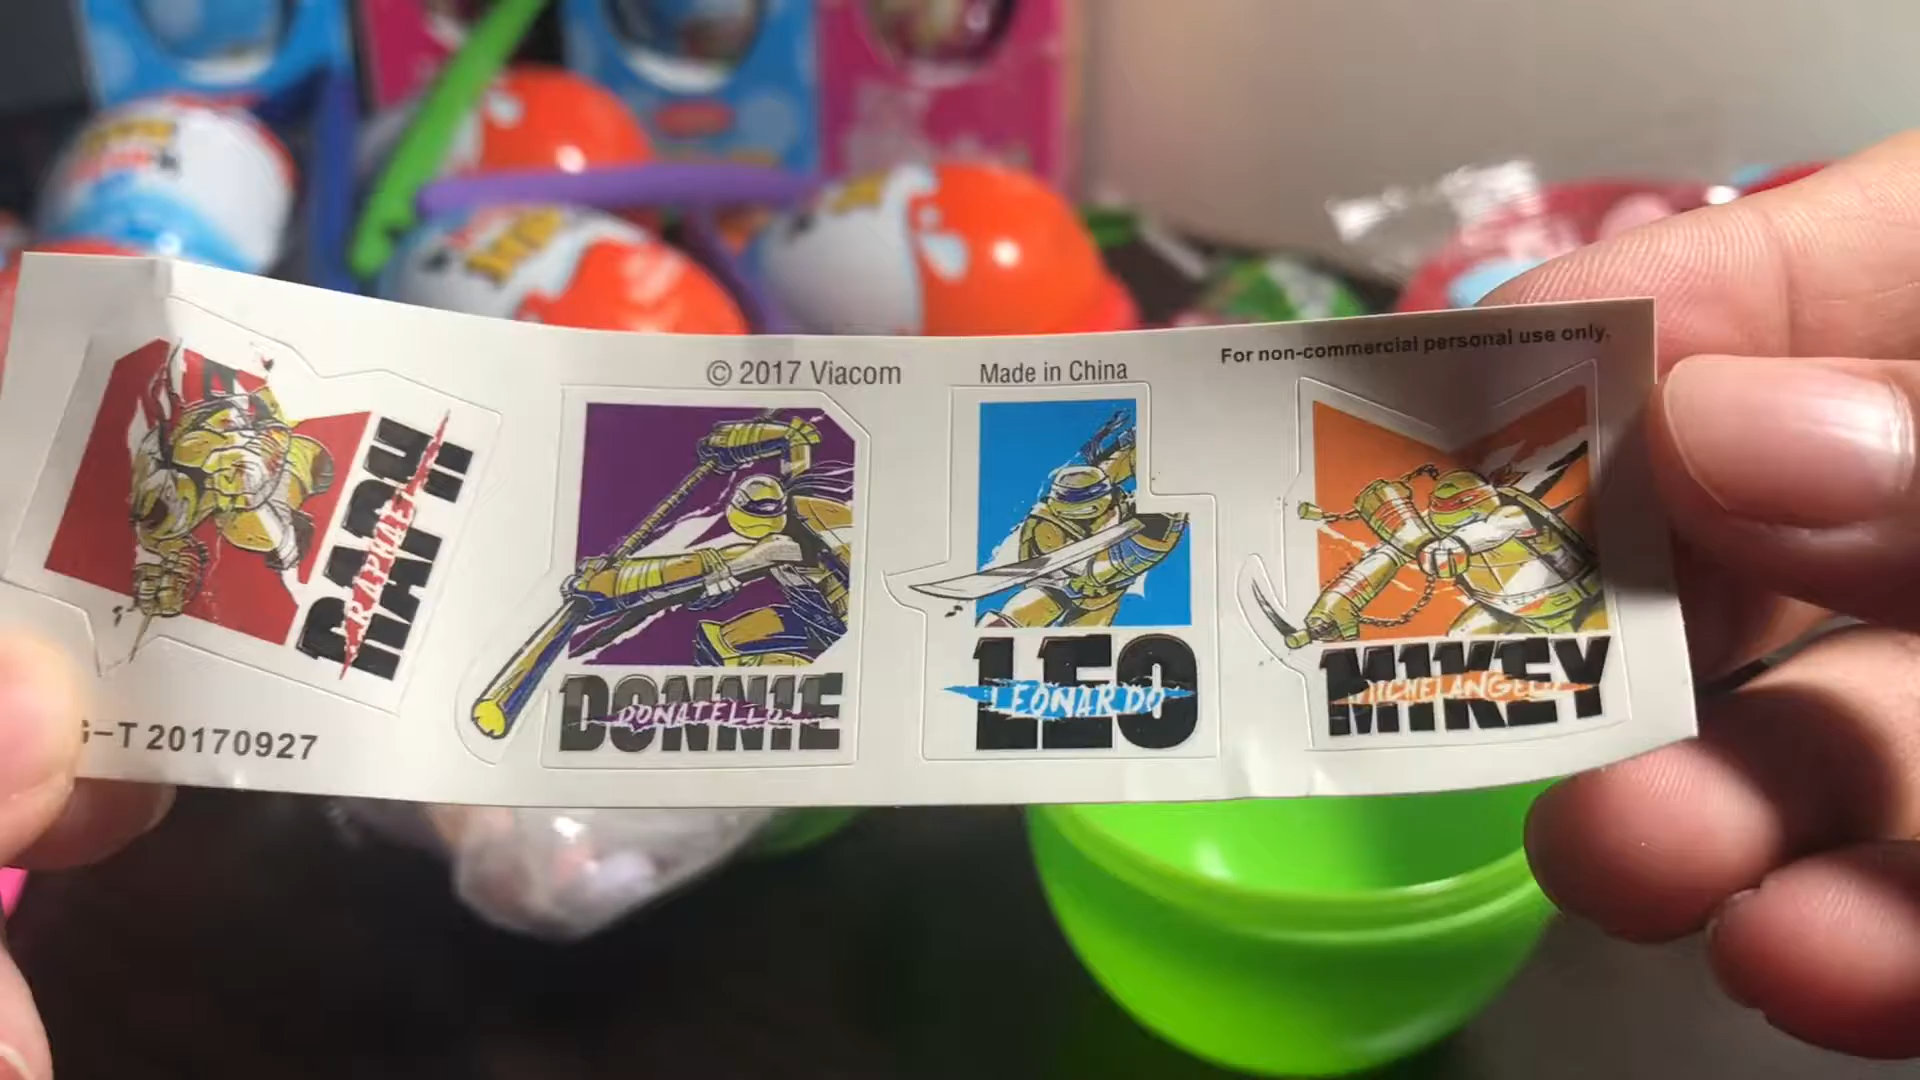 © 2017 Viacom
Made in China
For non-commercial personal use only.
RAPH
RAPHAEL
DONNIE
DONATELLO
LEO
LEONARDO
MIKEY
MICHELANGELO
G-T 20170927